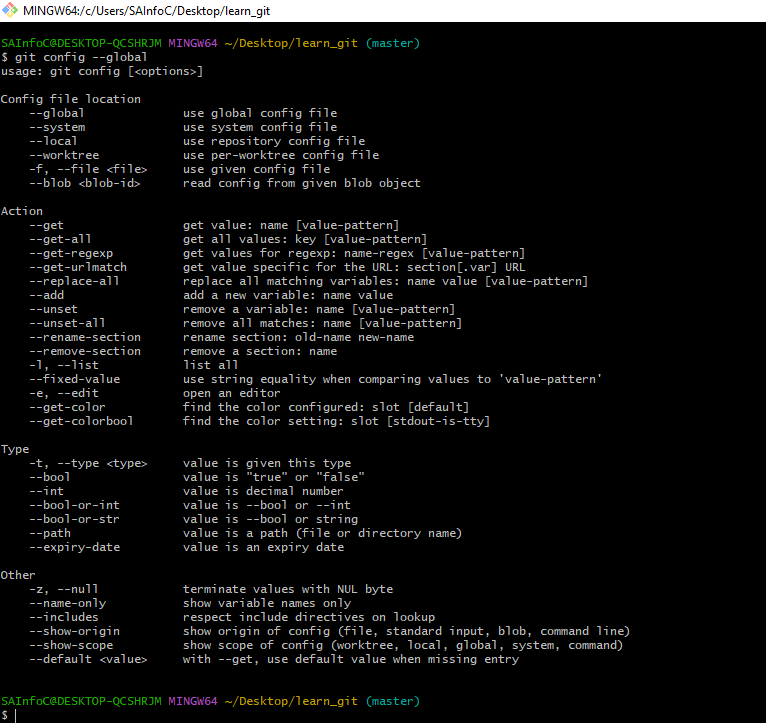 MINGW64:/c/Users/SAInfoC/Desktop/learn_git
SAInfoC@DESKTOP-QCSHRJM MINGW64 ~/Desktop/learn_git (master)
$ git config --global
usage: git config [<options>]
Config file location
    --global              use global config file
    --system              use system config file
    --local               use repository config file
    --worktree            use per-worktree config file
    -f, --file <file>     use given config file
    --blob <blob-id>      read config from given blob object
Action
    --get                 get value: name [value-pattern]
    --get-all             get all values: key [value-pattern]
    --get-regexp          get values for regexp: name-regex [value-pattern]
    --get-urlmatch        get value specific for the URL: section[.var] URL
    --replace-all         replace all matching variables: name value [value-pattern]
    --add                 add a new variable: name value
    --unset               remove a variable: name [value-pattern]
    --unset-all           remove all matches: name [value-pattern]
    --rename-section      rename section: old-name new-name
    --remove-section      remove a section: name
    -l, --list            list all
    --fixed-value         use string equality when comparing values to 'value-pattern'
    -e, --edit            open an editor
    --get-color           find the color configured: slot [default]
    --get-colorbool       find the color setting: slot [stdout-is-tty]
Type
    -t, --type <type>     value is given this type
    --bool                value is "true" or "false"
    --int                 value is decimal number
    --bool-or-int         value is --bool or --int
    --bool-or-str         value is --bool or string
    --path                value is a path (file or directory name)
    --expiry-date         value is an expiry date
Other
    -z, --null            terminate values with NUL byte
    --name-only           show variable names only
    --includes            respect include directives on lookup
    --show-origin         show origin of config (file, standard input, blob, command line)
    --show-scope          show scope of config (worktree, local, global, system, command)
    --default <value>     with --get, use default value when missing entry
SAInfoC@DESKTOP-QCSHRJM MINGW64 ~/Desktop/learn_git (master)
$